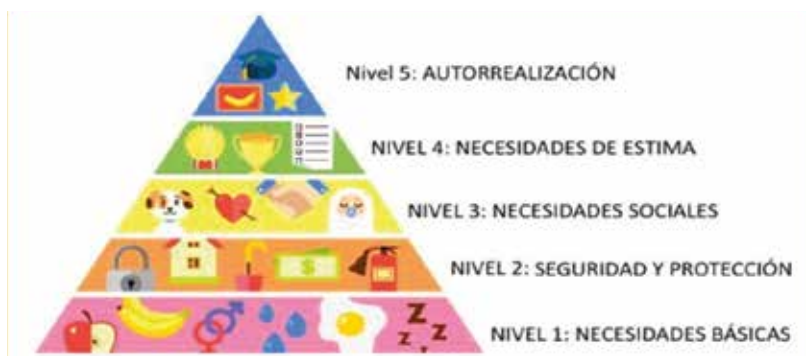 Nivel 5: AUTORREALIZACIÓN
NIVEL 4: NECESIDADES DE ESTIMA
NIVEL 3: NECESIDADES SOCIALES
NIVEL 2: SEGURIDAD Y PROTECCIÓN
NIVEL 1: NECESIDADES BÁSICAS
$
Z
Z
Z
Z
Z